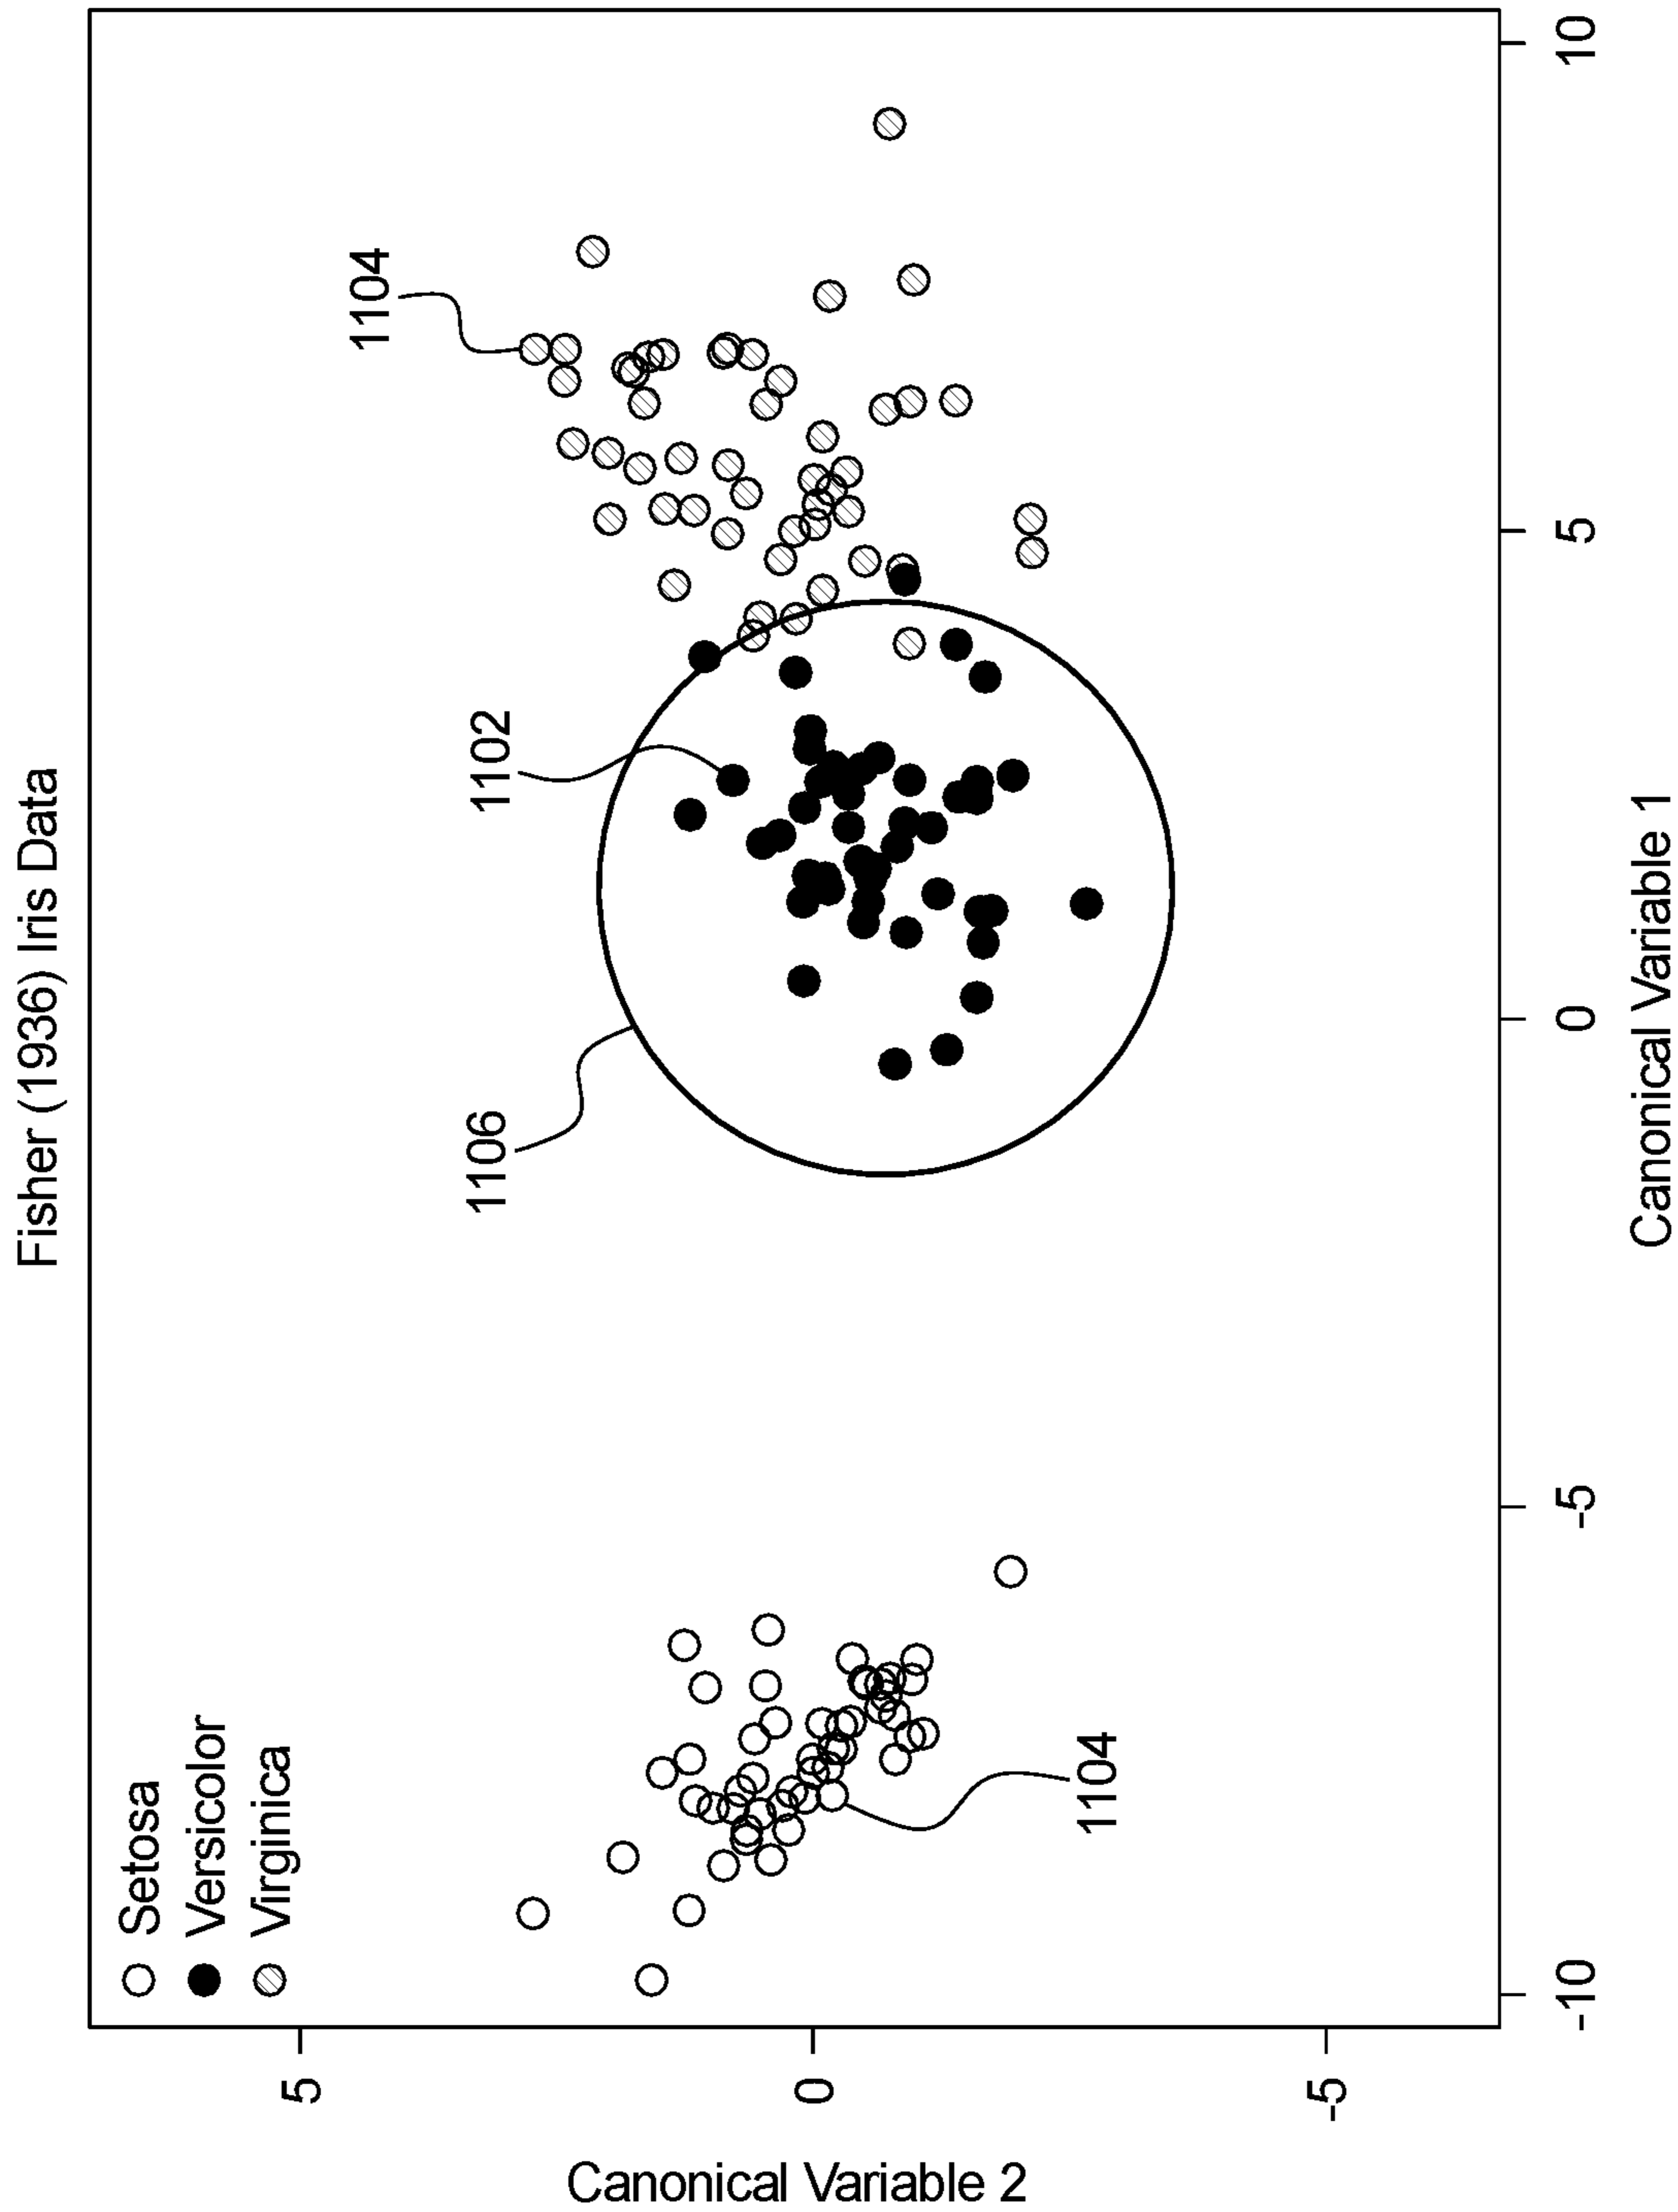 Fisher (1936) Iris Data
Setosa
Versicolor
Virginica
1104
1102
1106
1104
5
0
-5
Canonical Variable 2
-10
-5
0
5
10
Canonical Variable 1